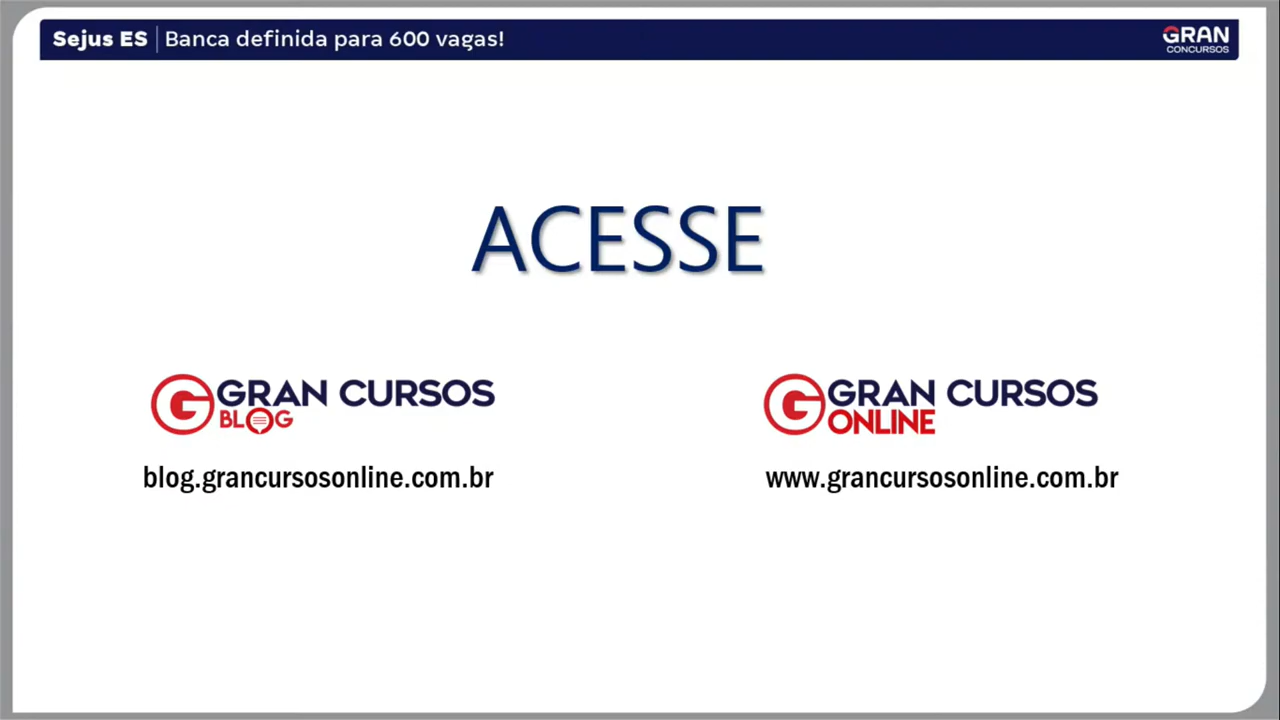 Sejus ES | Banca definida para 600 vagas!
GRAN
CONCURSOS
ACESSE
GRAN CURSOS
BLOG
blog.grancursosonline.com.br
GRAN CURSOS
ONLINE
www.grancursosonline.com.br